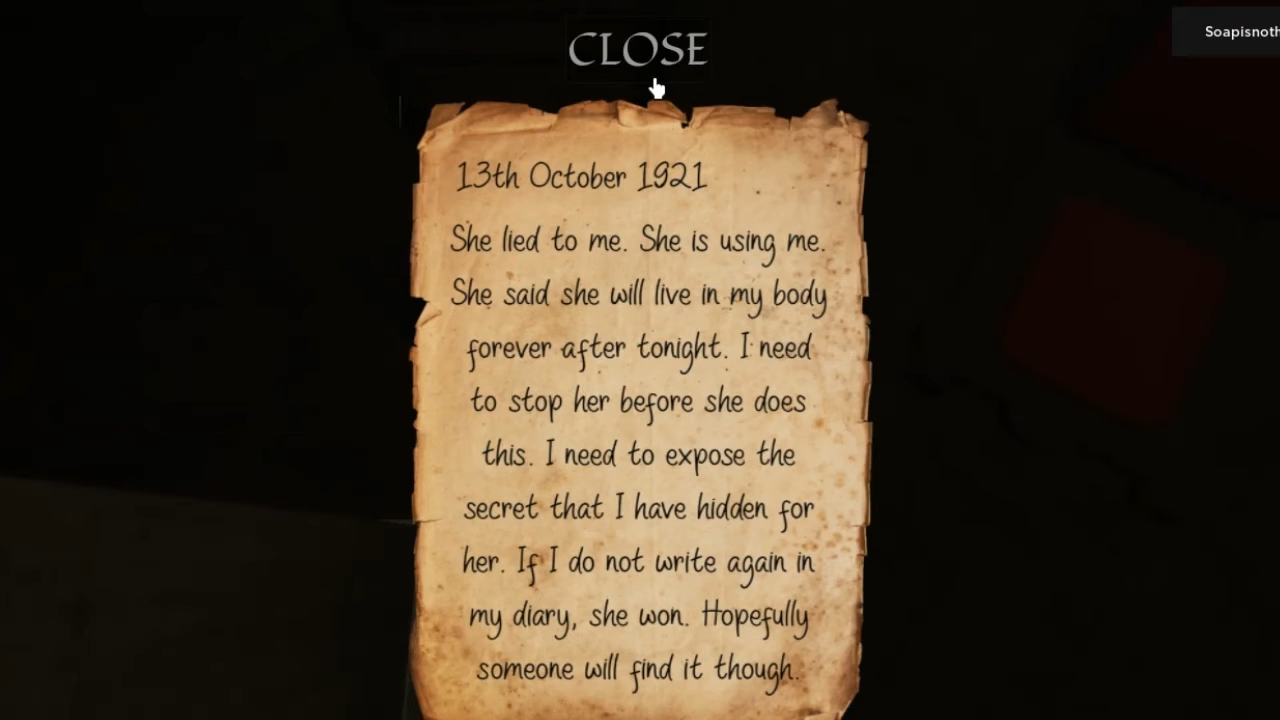 CLOSE
Soapisnoth
13th October 1921
She lied to me. She is using me.
She said she will live in my body
forever after tonight. I need
to stop her before she does
this. I need to expose the
secret that I have hidden for
her. If I do not write again in
my diary, she won. Hopefully
someone will find it though.